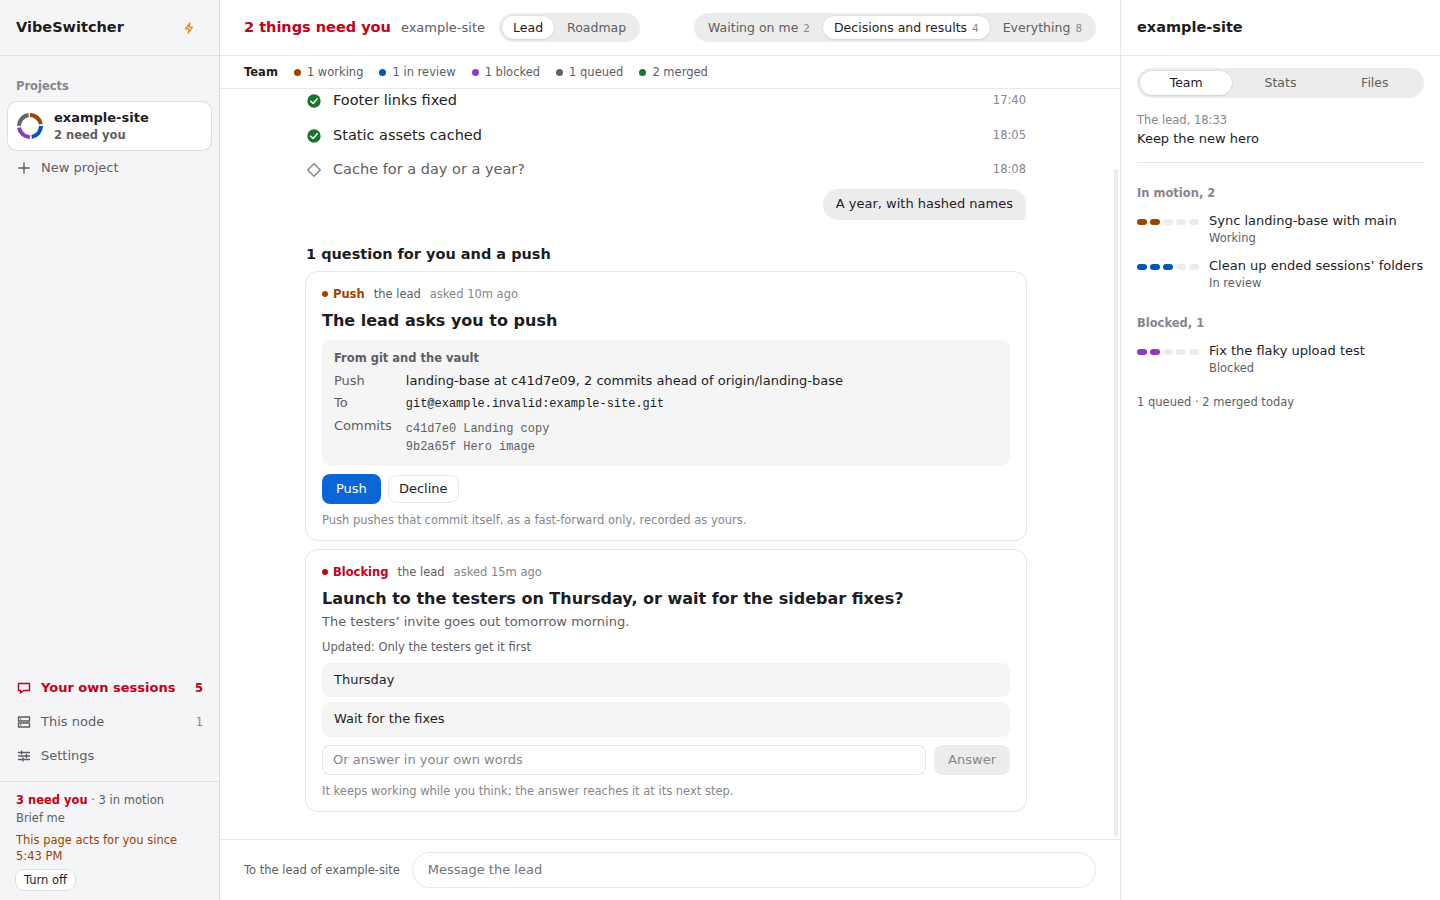 VibeSwitcher
Projects
example-site
2 need you
New project
Your own sessions 5
This node 1
Settings
3 need you · 3 in motion
Brief me
This page acts for you since
5:43 PM
Turn off
2 things need you example-site Lead Roadmap
Waiting on me 2 Decisions and results 4 Everything 8
Team 1 working 1 in review 1 blocked 1 queued 2 merged
Footer links fixed 17:40
Static assets cached 18:05
Cache for a day or a year? 18:08
A year, with hashed names
1 question for you and a push
Push the lead asked 10m ago
The lead asks you to push
From git and the vault
Push landing-base at c41d7e09, 2 commits ahead of origin/landing-base
To git@example.invalid:example-site.git
Commits c41d7e0 Landing copy
9b2a65f Hero image
Push Decline
Push pushes that commit itself, as a fast-forward only, recorded as yours.
Blocking the lead asked 15m ago
Launch to the testers on Thursday, or wait for the sidebar fixes?
The testers’ invite goes out tomorrow morning.
Updated: Only the testers get it first
Thursday
Wait for the fixes
Or answer in your own words Answer
It keeps working while you think; the answer reaches it at its next step.
To the lead of example-site Message the lead
example-site
Team Stats Files
The lead, 18:33
Keep the new hero
In motion, 2
Sync landing-base with main
Working
Clean up ended sessions’ folders
In review
Blocked, 1
Fix the flaky upload test
Blocked
1 queued · 2 merged today